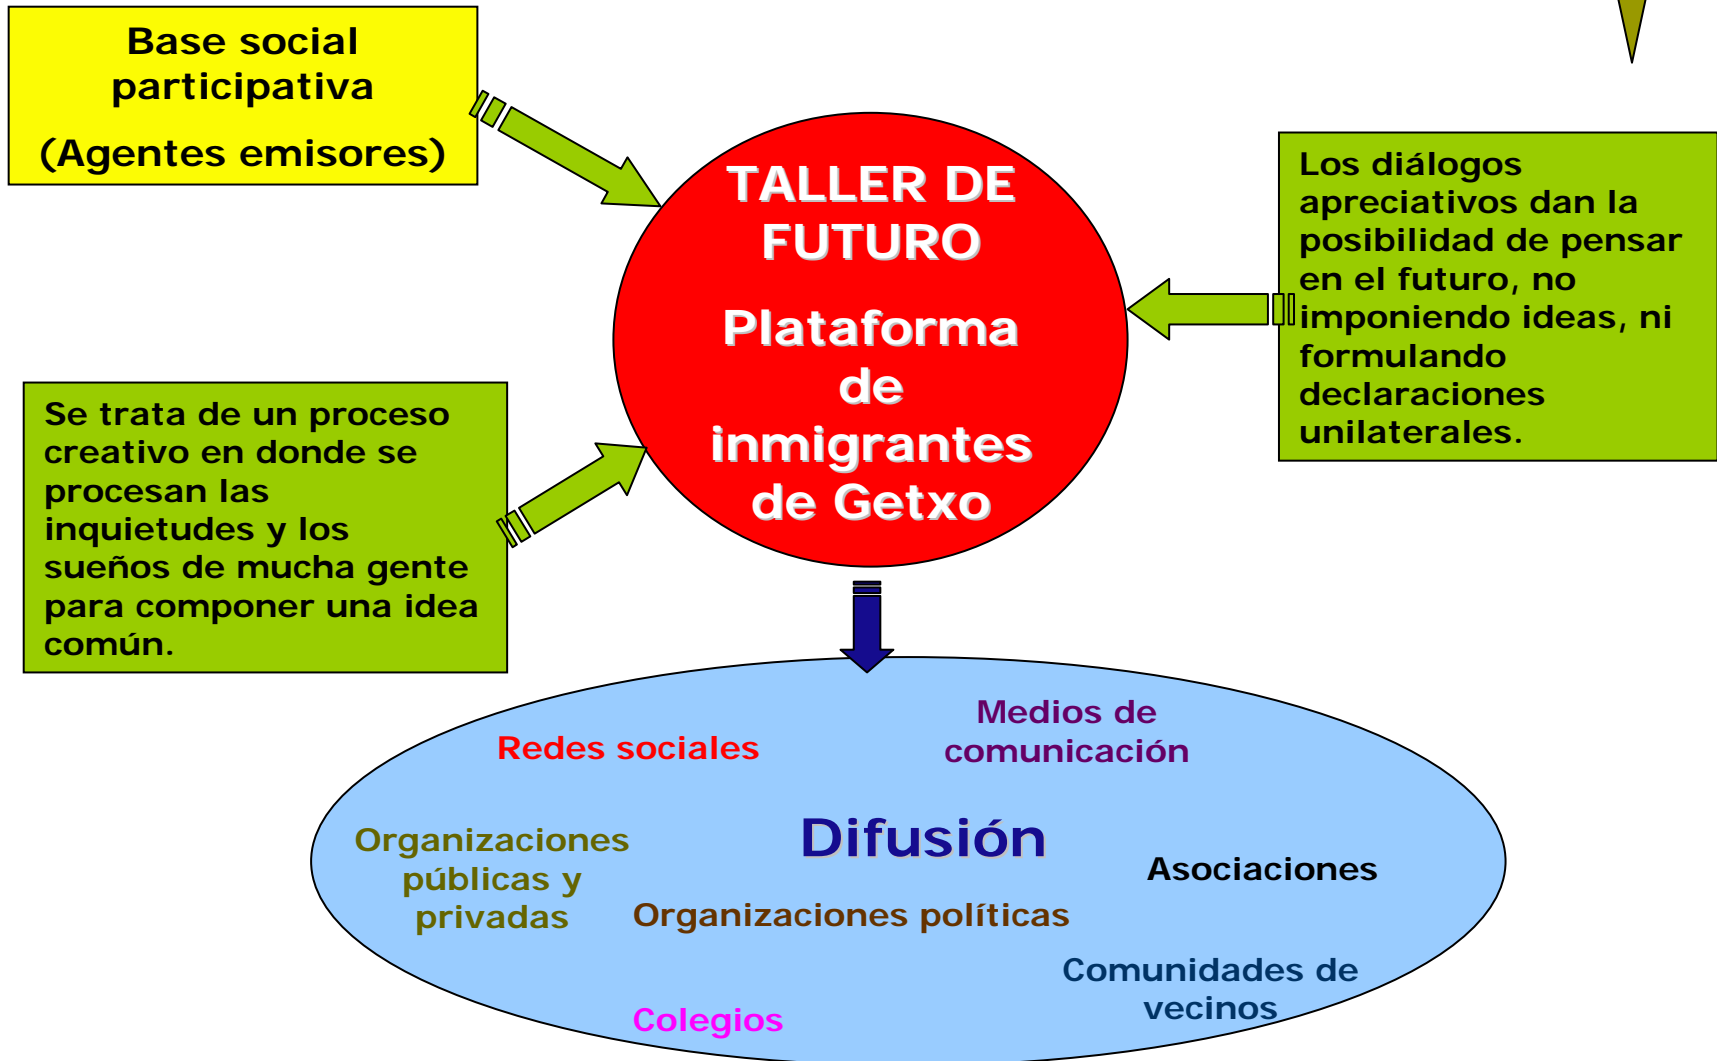 Base social
participativa
(Agentes emisores)
TALLER DE
FUTURO
Plataforma
de
inmigrantes
de Getxo
Los diálogos
apreciativos dan la
posibilidad de pensar
en el futuro, no
imponiendo ideas, ni
formulando
declaraciones
unilaterales.
Se trata de un proceso
creativo en donde se
procesan las
inquietudes y los
sueños de mucha gente
para componer una idea
común.
Redes sociales
Medios de
comunicación
Difusión
Organizaciones
públicas y
privadas
Asociaciones
Organizaciones políticas
Comunidades de
vecinos
Colegios